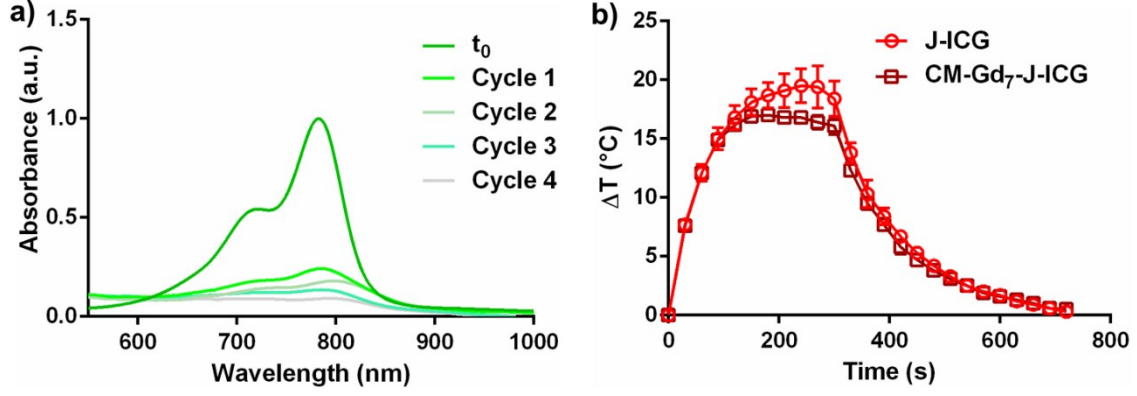 a)
1.5
1.0
0.5
0.0
Absorbance (a.u.)
600 700 800 900 1000
Wavelength (nm)
t₀
Cycle 1
Cycle 2
Cycle 3
Cycle 4
b)
25
20
15
10
5
0
ΔT (°C)
0 200 400 600 800
Time (s)
J-ICG
CM-Gd₇-J-ICG